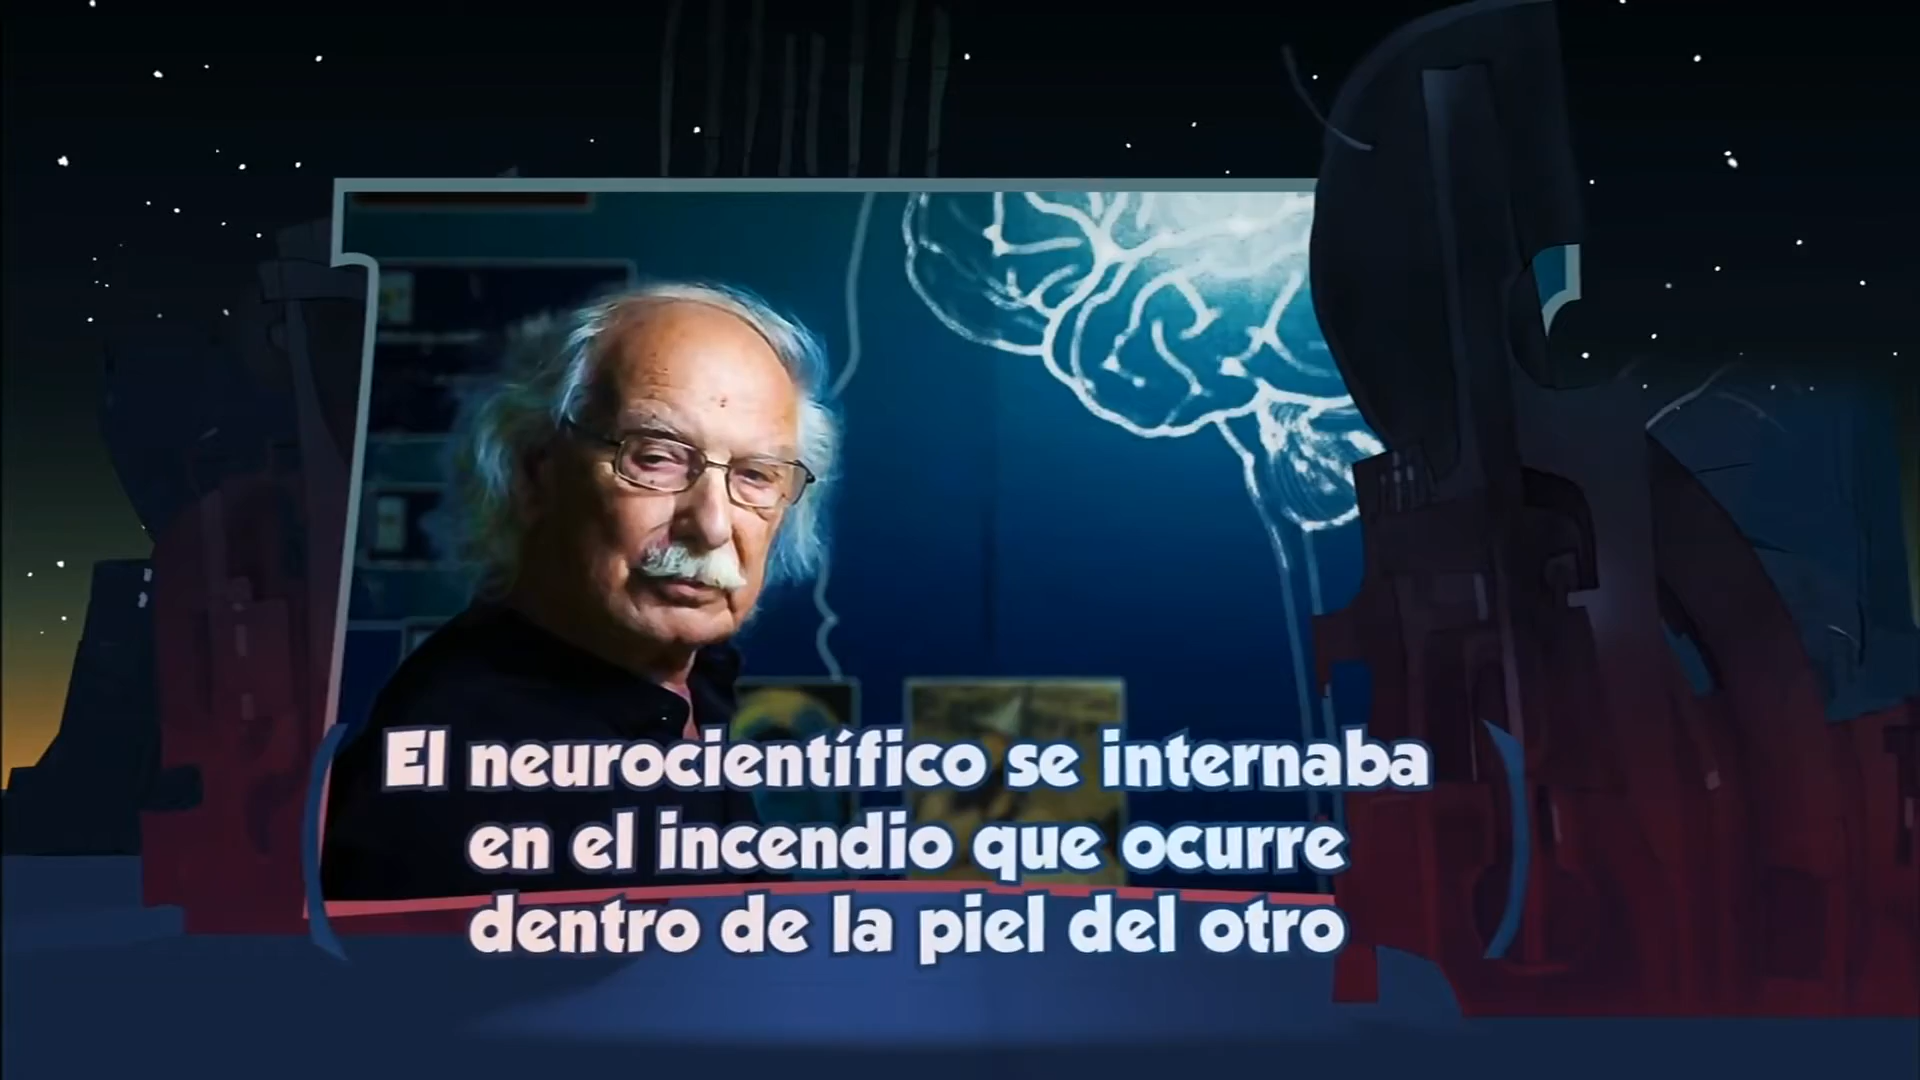 El neurocientífico se internaba
en el incendio que ocurre
dentro de la piel del otro